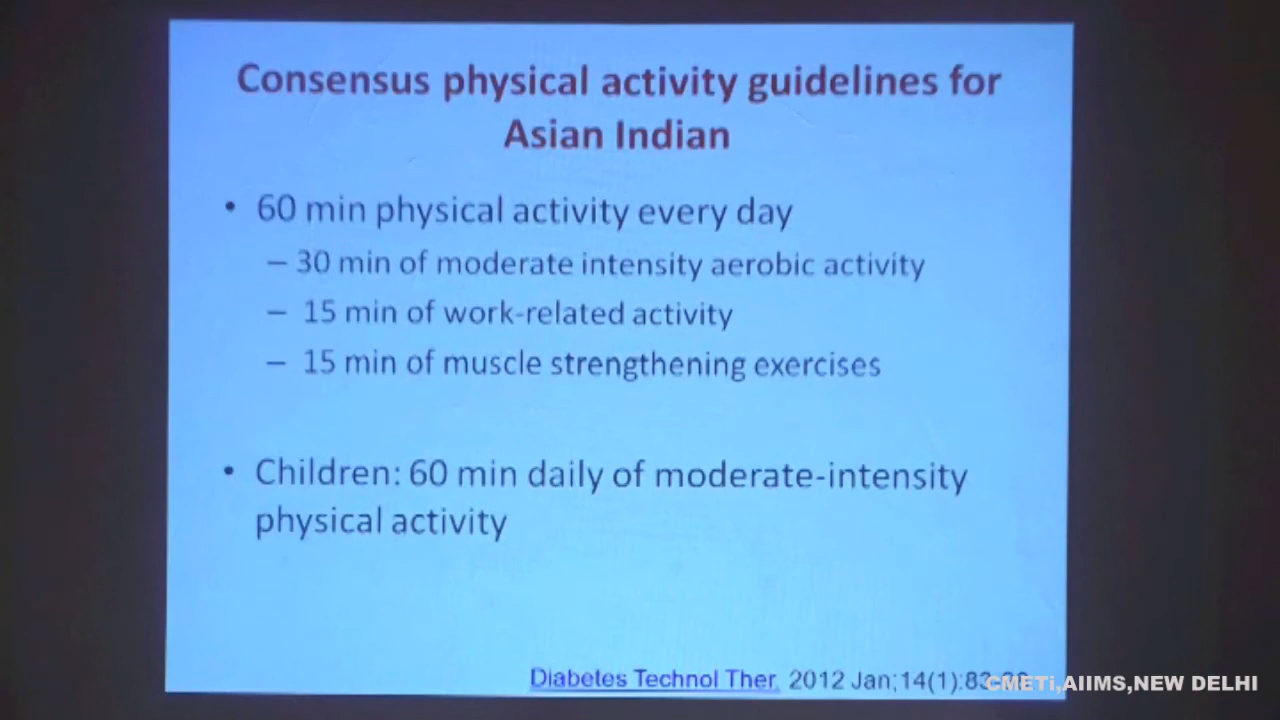 Consensus physical activity guidelines for
Asian Indian
• 60 min physical activity every day
– 30 min of moderate intensity aerobic activity
– 15 min of work-related activity
– 15 min of muscle strengthening exercises
• Children: 60 min daily of moderate-intensity
physical activity
Diabetes Technol Ther. 2012 Jan;14(1):83
CMETi,AIIMS,NEW DELHI